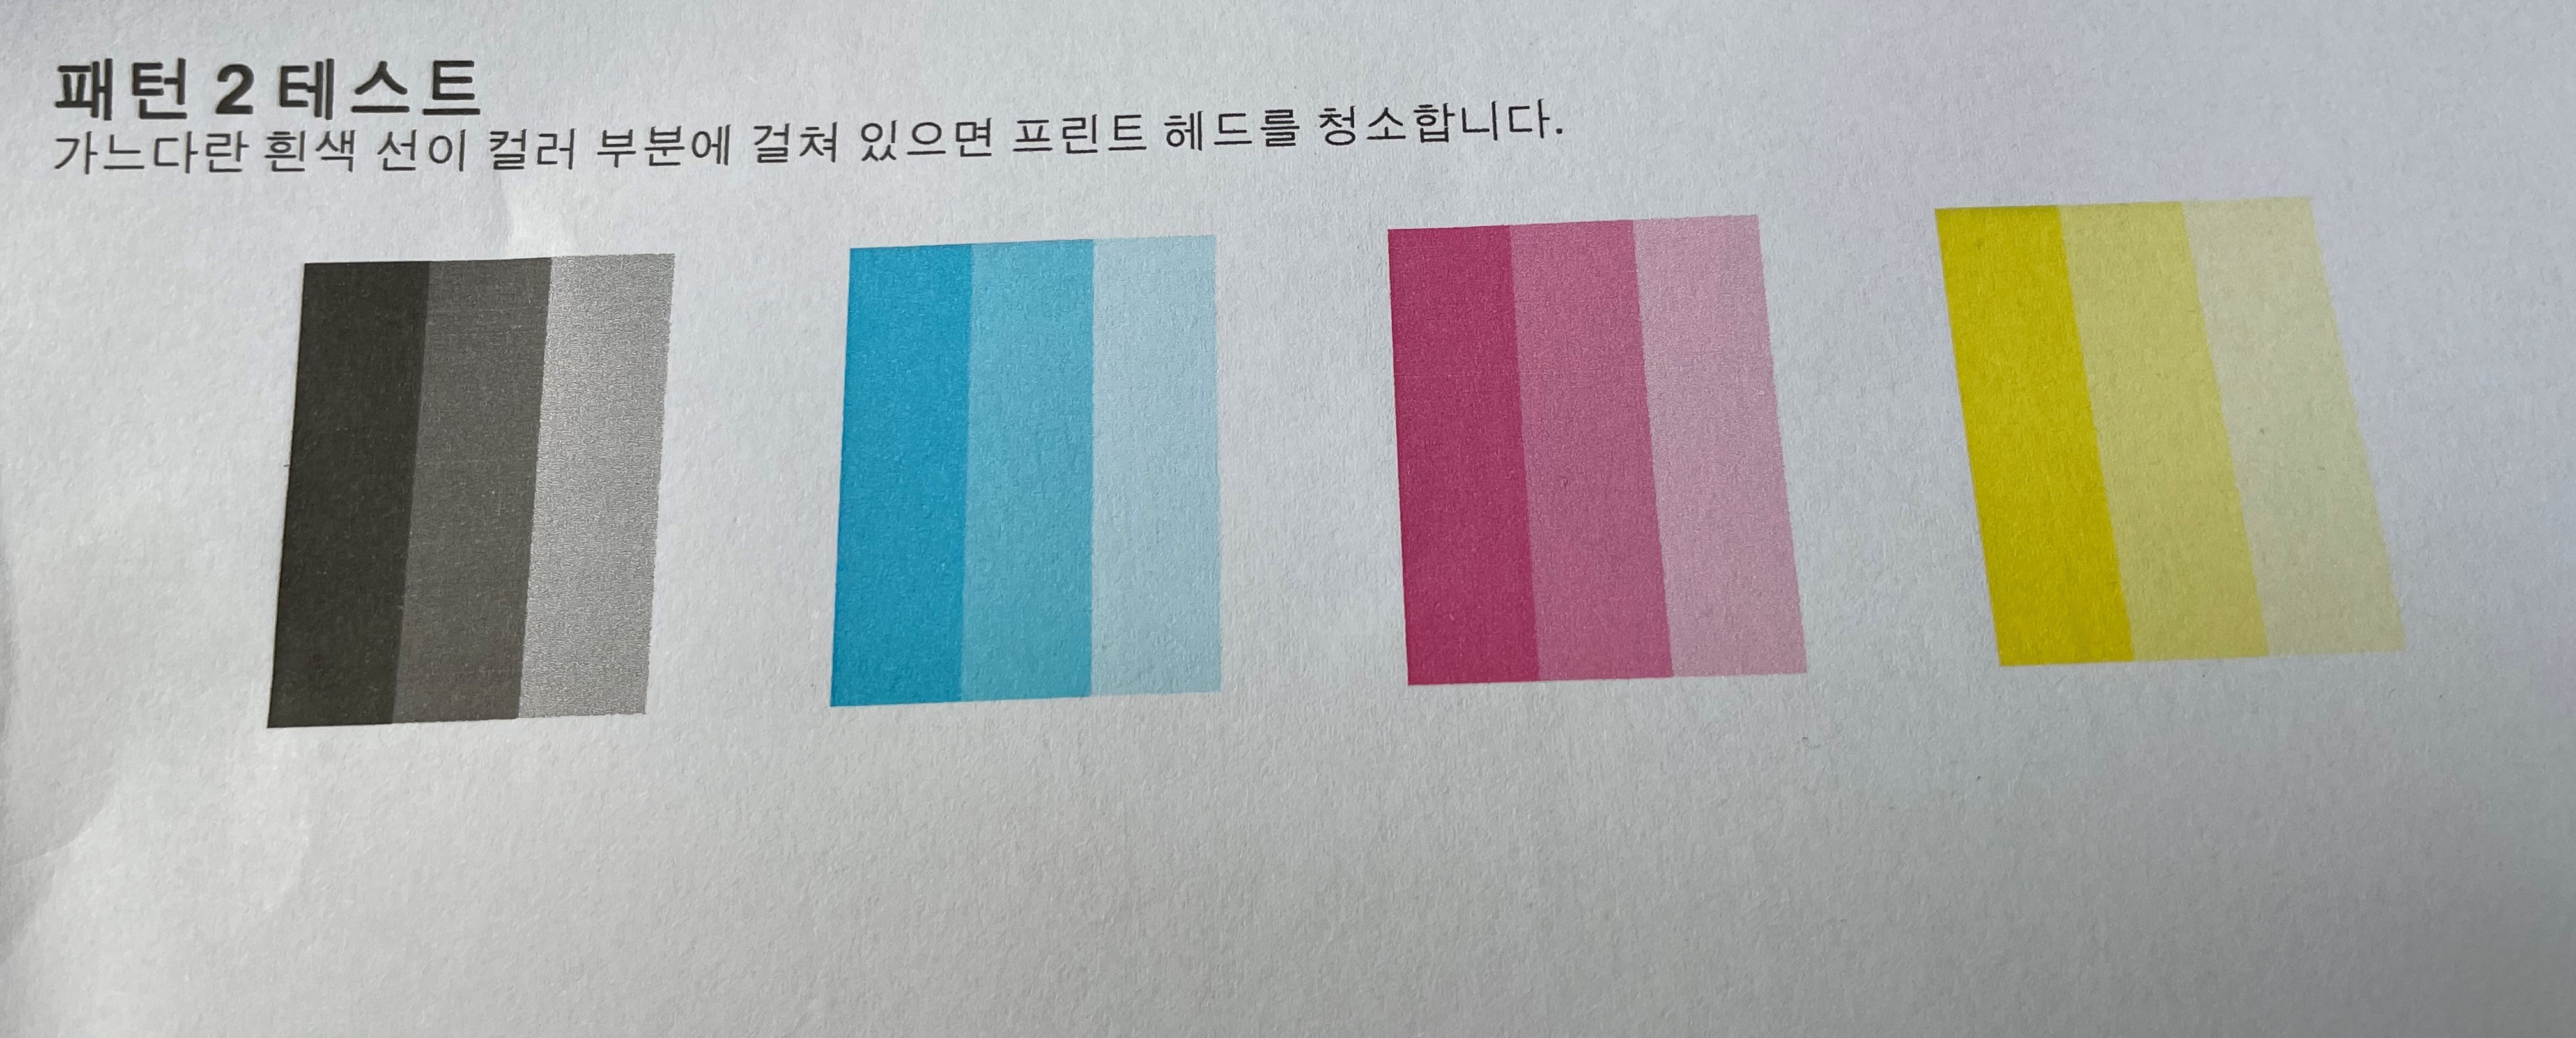 패턴 2 테스트
가느다란 흰색 선이 컬러 부분에 걸쳐 있으면 프린트 헤드를 청소합니다.